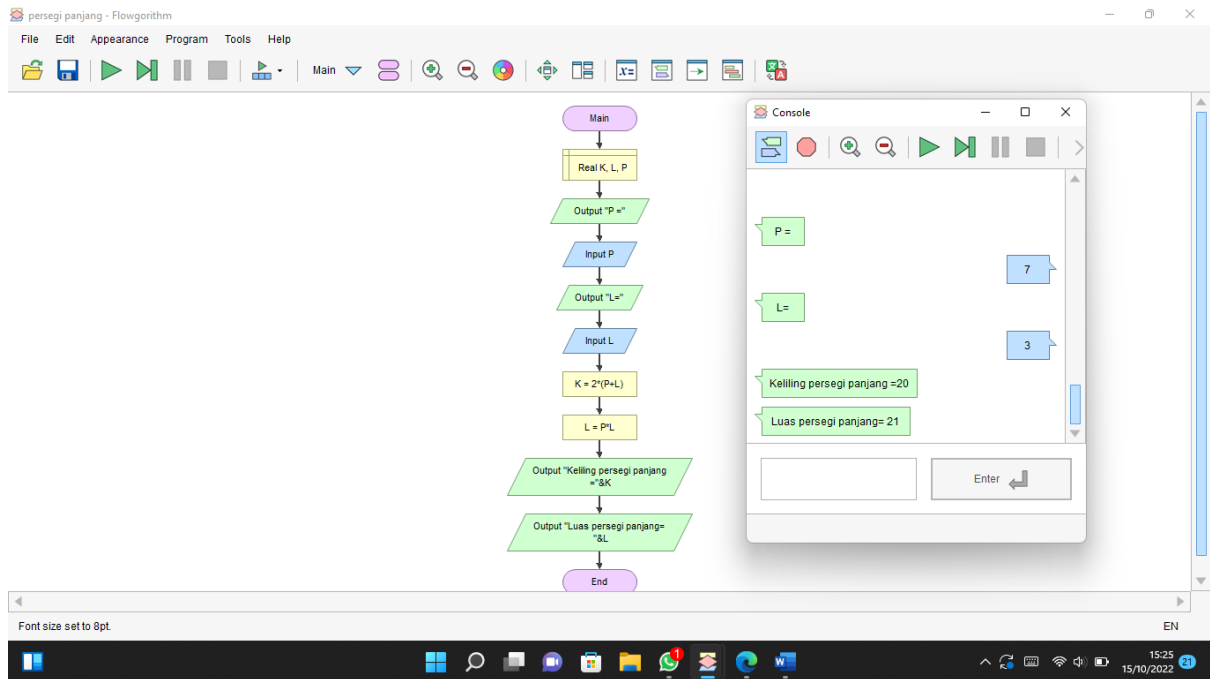 persegi panjang - Flowgorithm
File Edit Appearance Program Tools Help
Main
Main
Real K, L, P
Output "P ="
Input P
Output "L="
Input L
K = 2*(P+L)
L = P*L
Output "Keliling persegi panjang
="&K
Output "Luas persegi panjang=
"&L
End
Console
P =
7
L=
3
Keliling persegi panjang =20
Luas persegi panjang= 21
Enter
Font size set to 8pt.
EN
1
15:25
15/10/2022
21